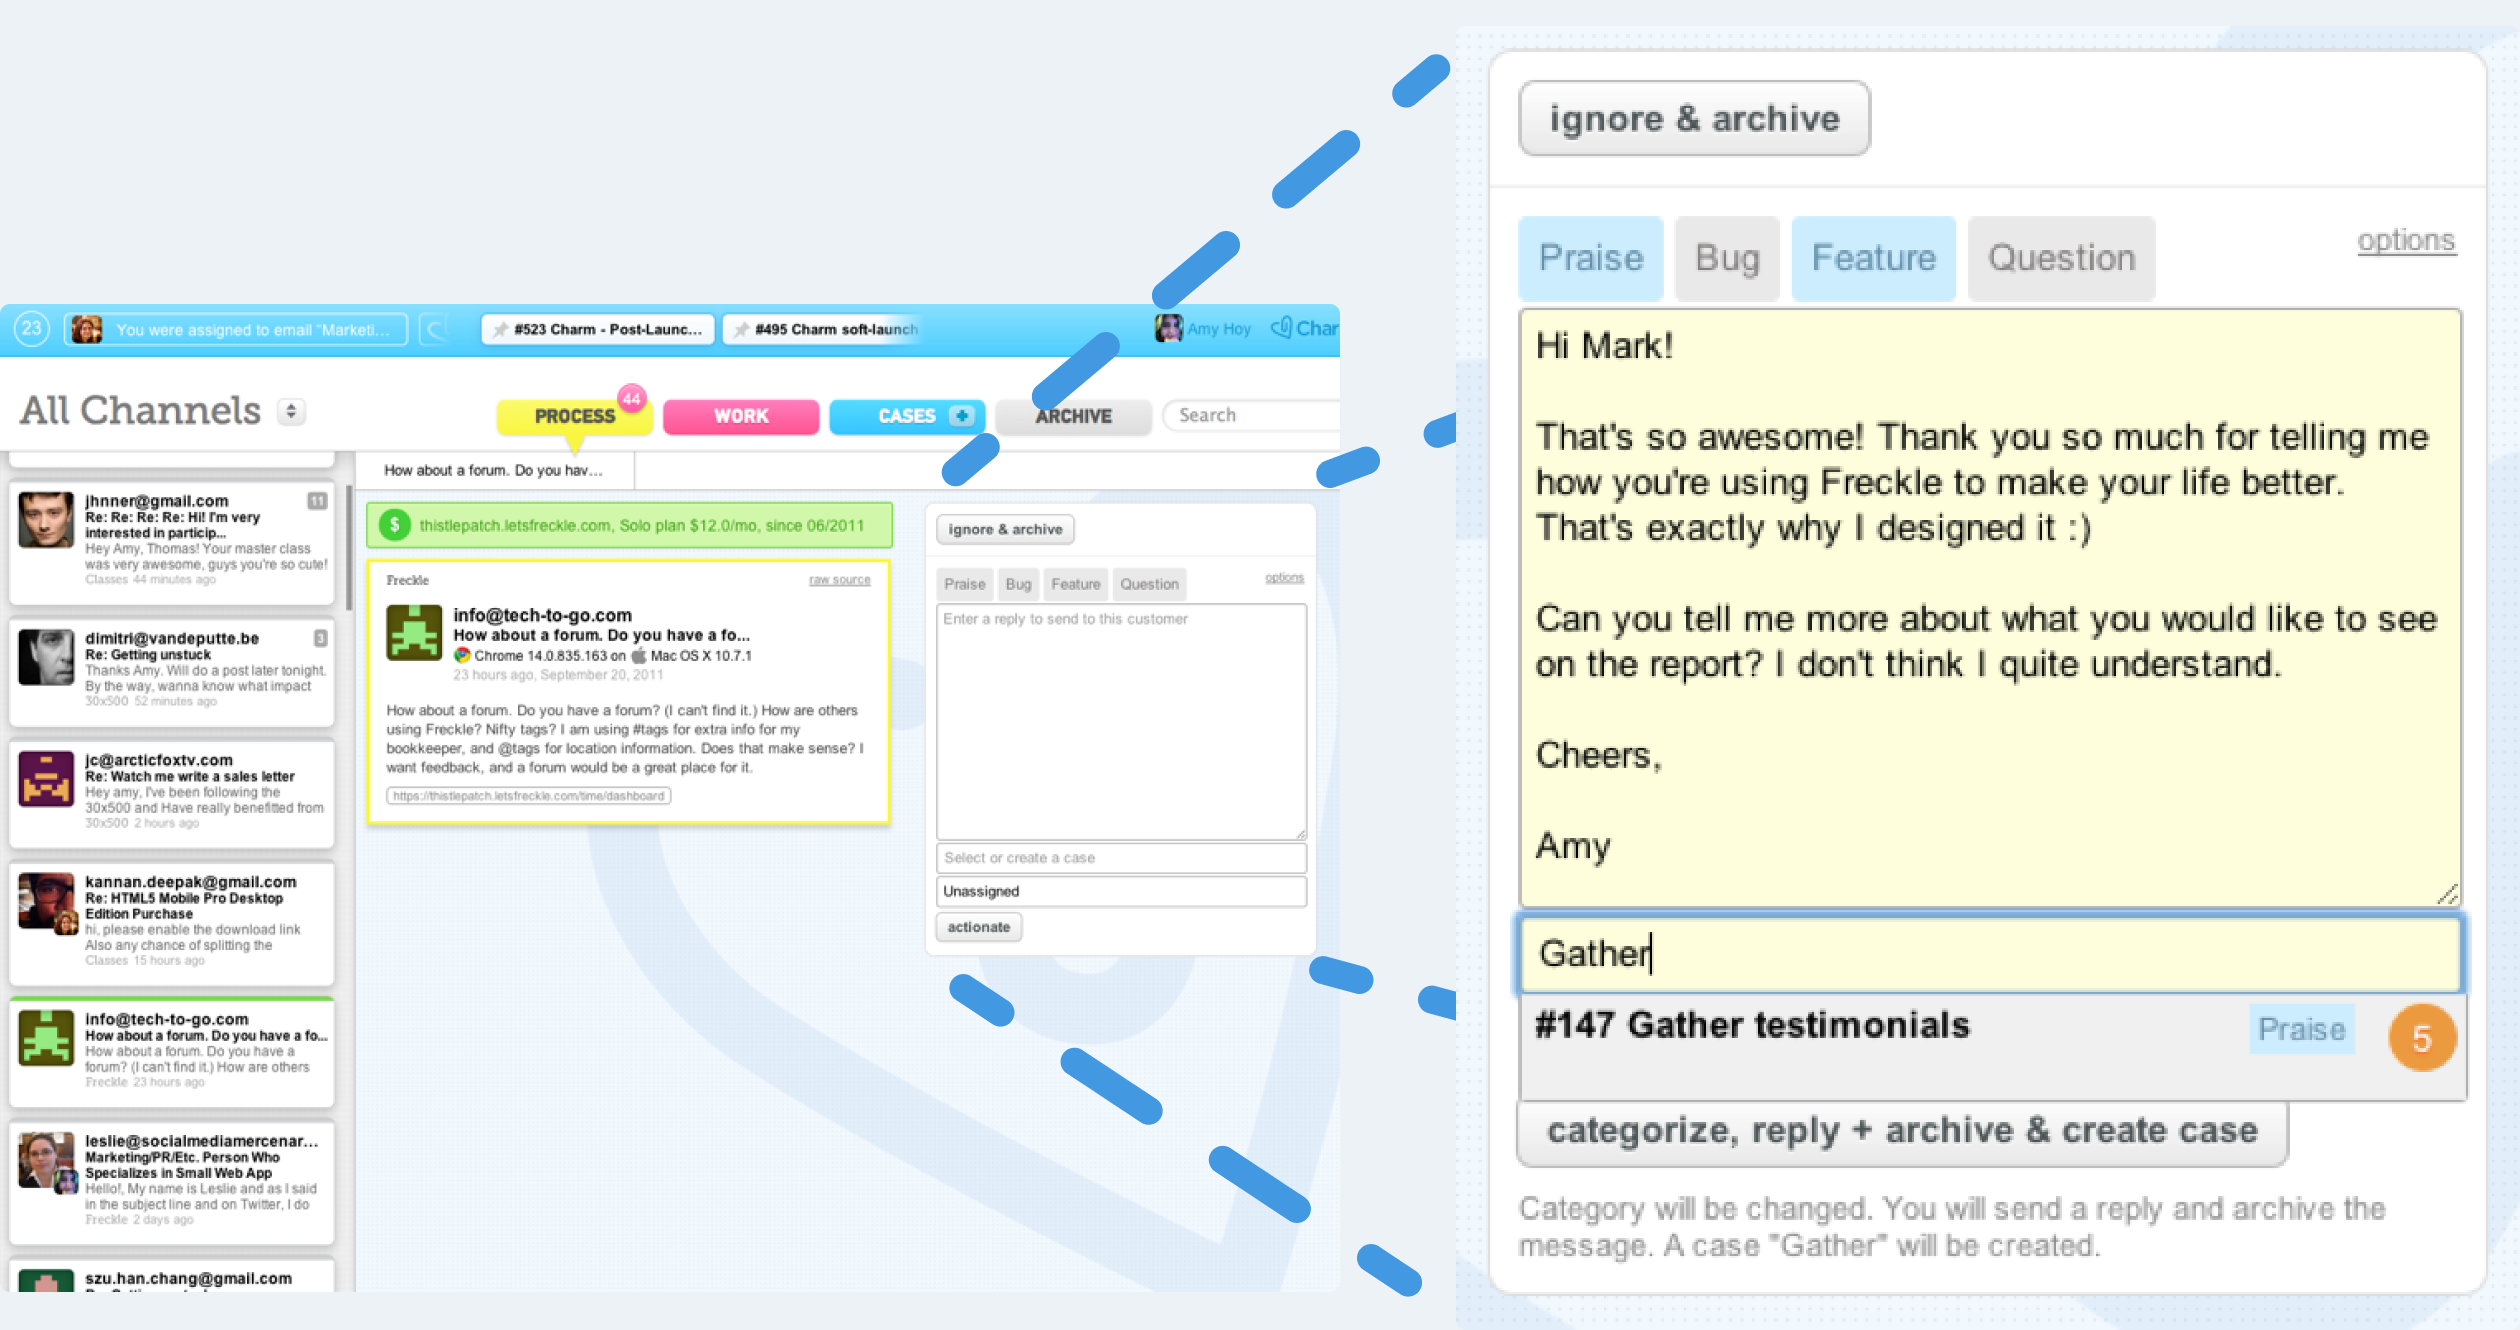 23
You were assigned to email "Marketi...
#523 Charm - Post-Launc...
#495 Charm soft-launch
Amy Hoy
Char
All Channels
PROCESS
44
WORK
CASES
ARCHIVE
Search
jhnner@gmail.com
11
Re: Re: Re: Re: Hi! I'm very
interested in particip...
Hey Amy, Thomas! Your master class
was very awesome, guys you're so cute!
Classes 44 minutes ago
dimitri@vandeputte.be
3
Re: Getting unstuck
Thanks Amy. Will do a post later tonight.
By the way, wanna know what impact
30x500 52 minutes ago
jc@arcticfoxtv.com
Re: Watch me write a sales letter
Hey amy, I've been following the
30x500 and Have really benefitted from
30x500 2 hours ago
kannan.deepak@gmail.com
Re: HTML5 Mobile Pro Desktop
Edition Purchase
hi, please enable the download link
Also any chance of splitting the
Classes 15 hours ago
info@tech-to-go.com
How about a forum. Do you have a fo...
How about a forum. Do you have a
forum? (I can't find it.) How are others
Freckle 23 hours ago
leslie@socialmediamercenar...
Marketing/PR/Etc. Person Who
Specializes in Small Web App
Hello!, My name is Leslie and as I said
in the subject line and on Twitter, I do
Freckle 2 days ago
szu.han.chang@gmail.com
How about a forum. Do you hav...
$ thistlepatch.letsfreckle.com, Solo plan $12.0/mo, since 06/2011
Freckle
raw source
info@tech-to-go.com
How about a forum. Do you have a fo...
Chrome 14.0.835.163 on Mac OS X 10.7.1
23 hours ago, September 20, 2011
How about a forum. Do you have a forum? (I can't find it.) How are others
using Freckle? Nifty tags? I am using #tags for extra info for my
bookkeeper, and @tags for location information. Does that make sense? I
want feedback, and a forum would be a great place for it.
https://thistlepatch.letsfreckle.com/time/dashboard
ignore & archive
Praise Bug Feature Question
options
Enter a reply to send to this customer
Select or create a case
Unassigned
actionate
ignore & archive
Praise Bug Feature Question
options
Hi Mark!
That's so awesome! Thank you so much for telling me
how you're using Freckle to make your life better.
That's exactly why I designed it :)
Can you tell me more about what you would like to see
on the report? I don't think I quite understand.
Cheers,
Amy
Gather
#147 Gather testimonials
Praise
5
categorize, reply + archive & create case
Category will be changed. You will send a reply and archive the
message. A case "Gather" will be created.